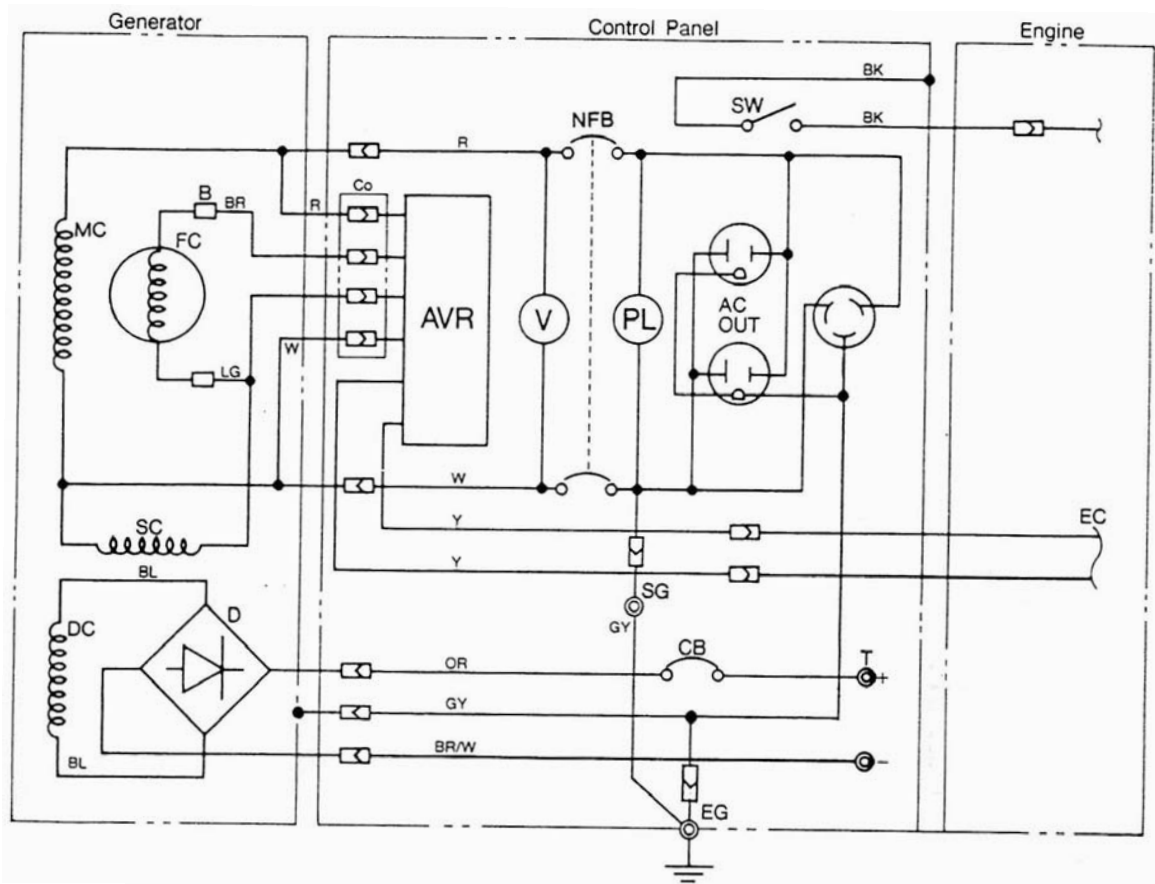 Generator
Control Panel
Engine
BK
SW
BK
NFB
R
Co
B
BR
R
MC
FC
AVR
V
PL
AC
OUT
W
LG
W
SC
Y
EC
Y
BL
SG
DC
D
GY
CB
OR
T
+
GY
BR/W
-
BL
EG